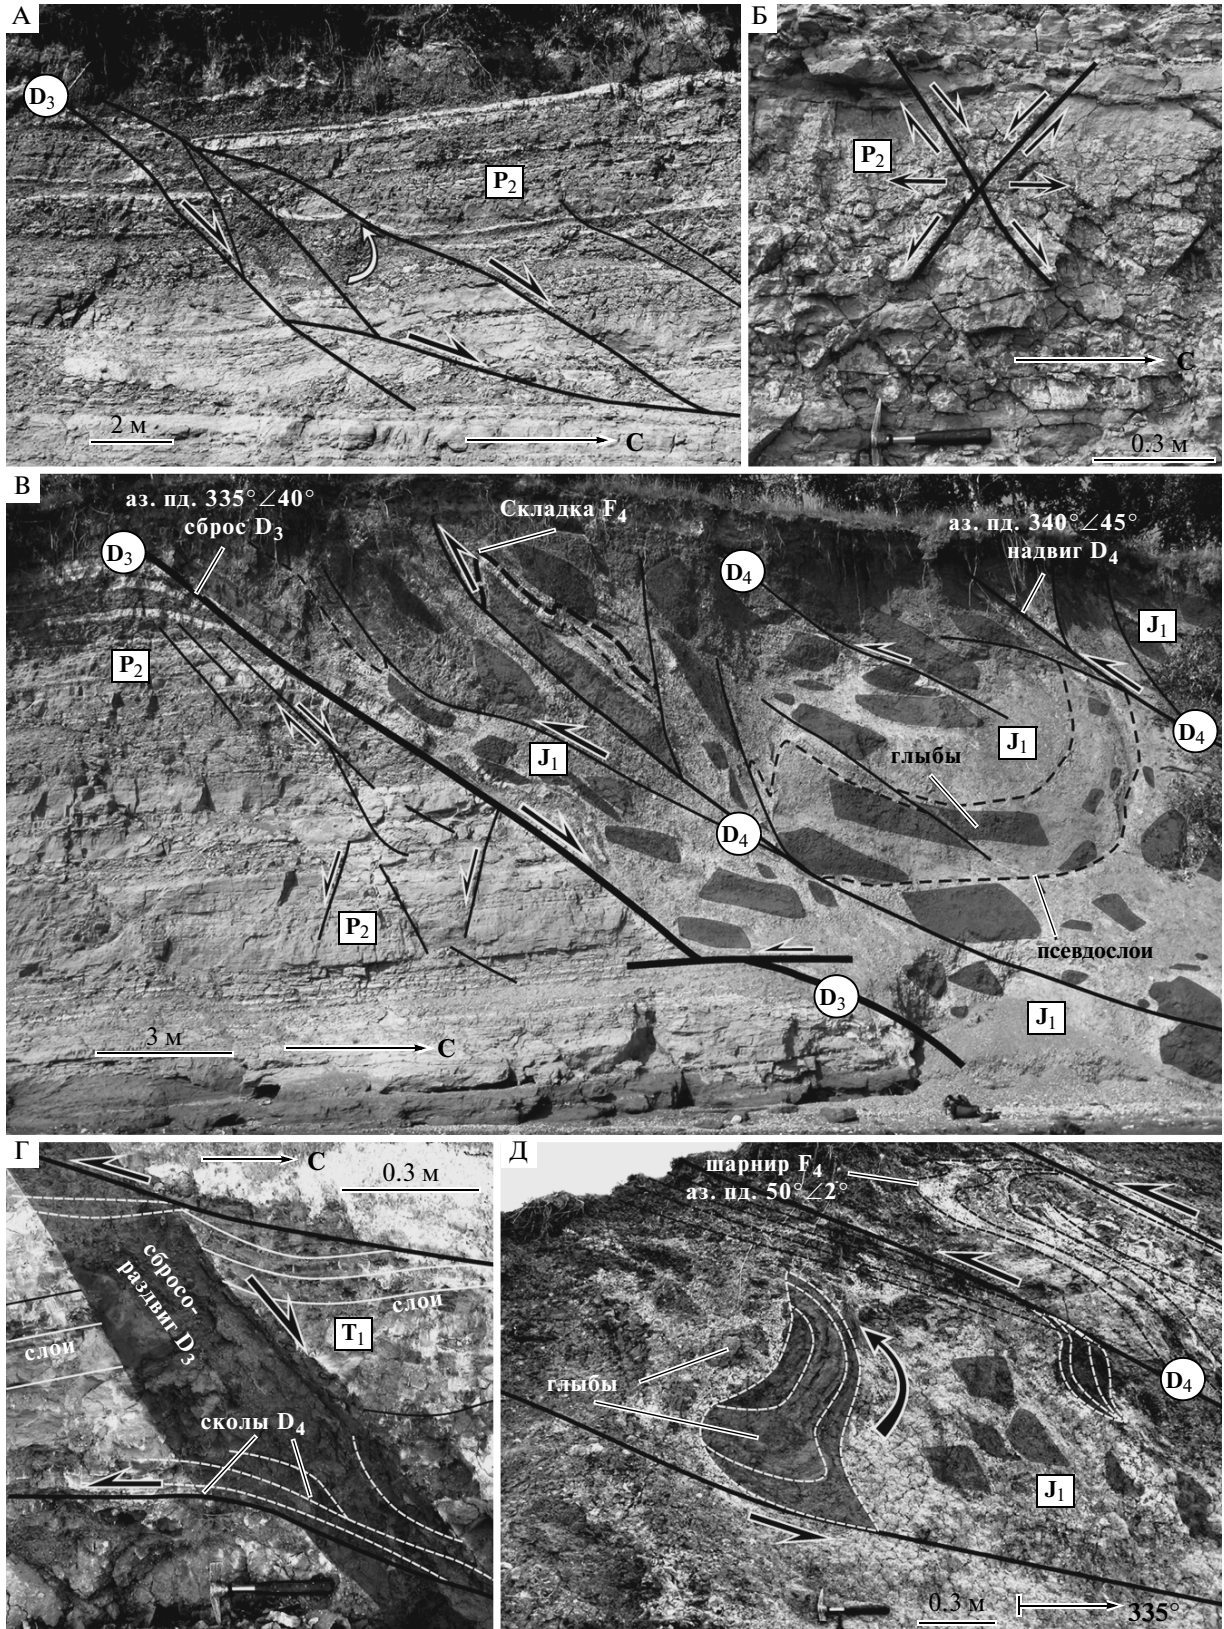 А
D3
P2
2 м
С
Б
P2
С
0.3 м
В
аз. пд. 335°∠40°
сброс D3
Складка F4
аз. пд. 340°∠45°
надвиг D4
D3
D4
J1
P2
D4
J1
J1
глыбы
D4
P2
псевдослои
D3
J1
3 м
С
Г
С
0.3 м
сбросо-
раздвиг D3
слои
T1
слои
сколы D4
Д
шарнир F4
аз. пд. 50°∠2°
глыбы
D4
J1
0.3 м
335°